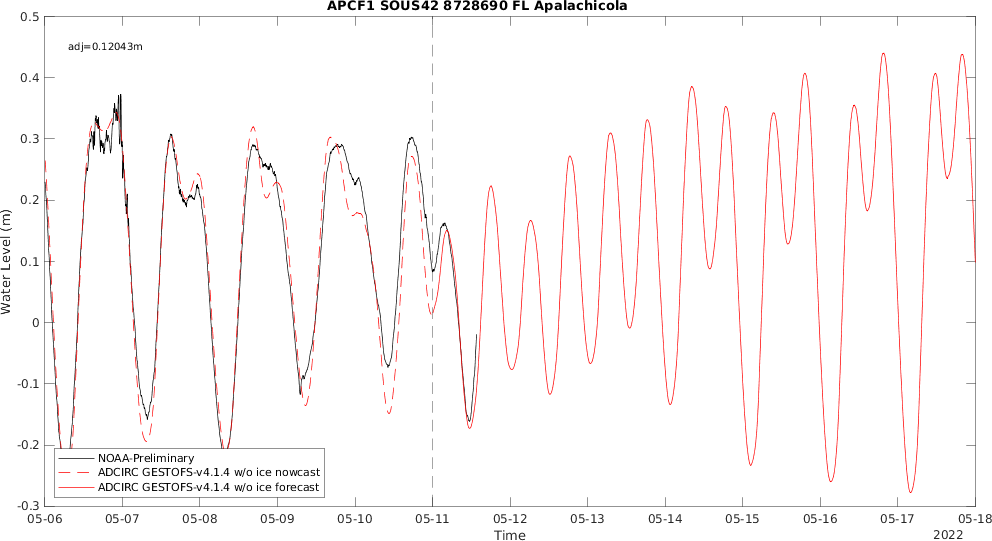 APCF1 SOUS42 8728690 FL Apalachicola
adj=0.12043m
0.5
0.4
0.3
0.2
0.1
0
-0.1
-0.2
-0.3
Water Level (m)
NOAA-Preliminary
ADCIRC GESTOFS-v4.1.4 w/o ice nowcast
ADCIRC GESTOFS-v4.1.4 w/o ice forecast
05-06 05-07 05-08 05-09 05-10 05-11 05-12 05-13 05-14 05-15 05-16 05-17 05-18
Time
2022